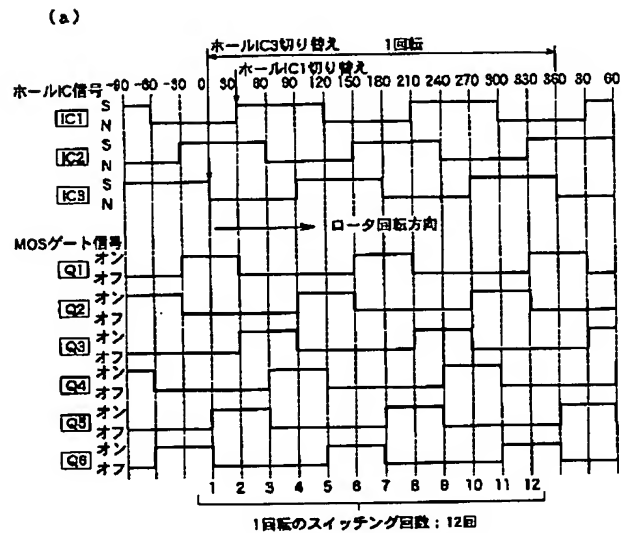 (a)
ホールIC3切り替え 1回転
ホールIC1切り替え
ホールIC信号 -90 -60 -30 0 30 60 90 120 150 180 210 240 270 300 330 360 30 60
IC1 S N
IC2 S N
IC3 S N
ロータ回転方向
MOSゲート信号
Q1 オン オフ
Q2 オン オフ
Q3 オン オフ
Q4 オン オフ
Q5 オン オフ
Q6 オン オフ
1 2 3 4 5 6 7 8 9 10 11 12
1回転のスイッチング回数；12回